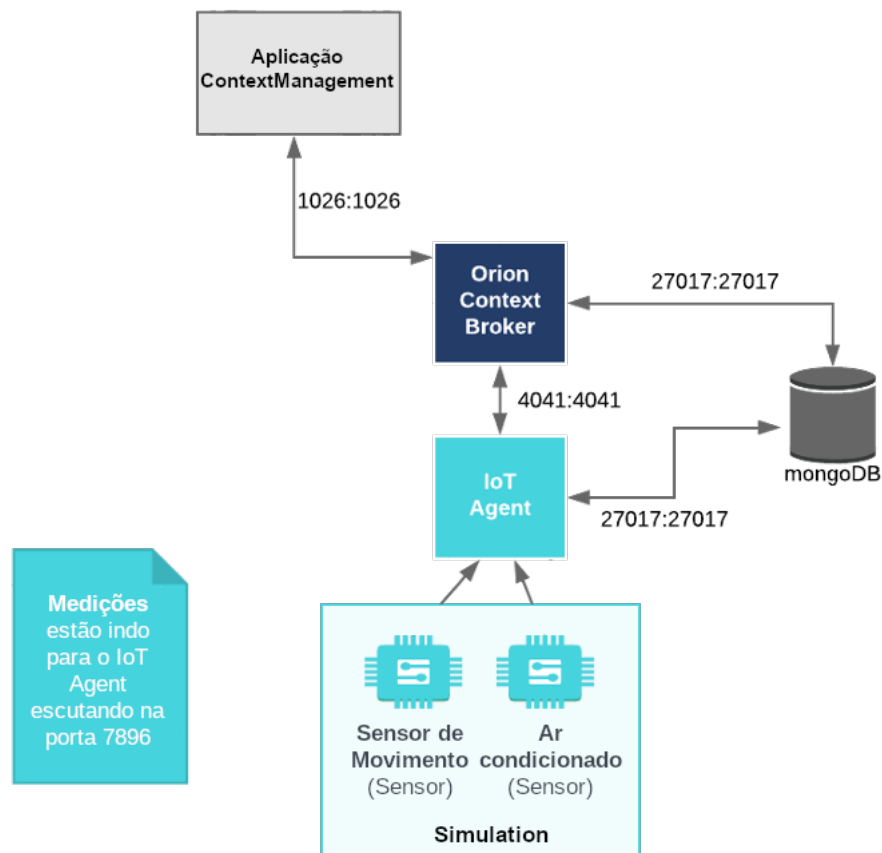 Aplicação
ContextManagement
1026:1026
Orion
Context
Broker
27017:27017
4041:4041
mongoDB
IoT
Agent
27017:27017
Medições
estão indo
para o IoT
Agent
escutando na
porta 7896
Sensor de
Movimento
(Sensor)
Ar
condicionado
(Sensor)
Simulation